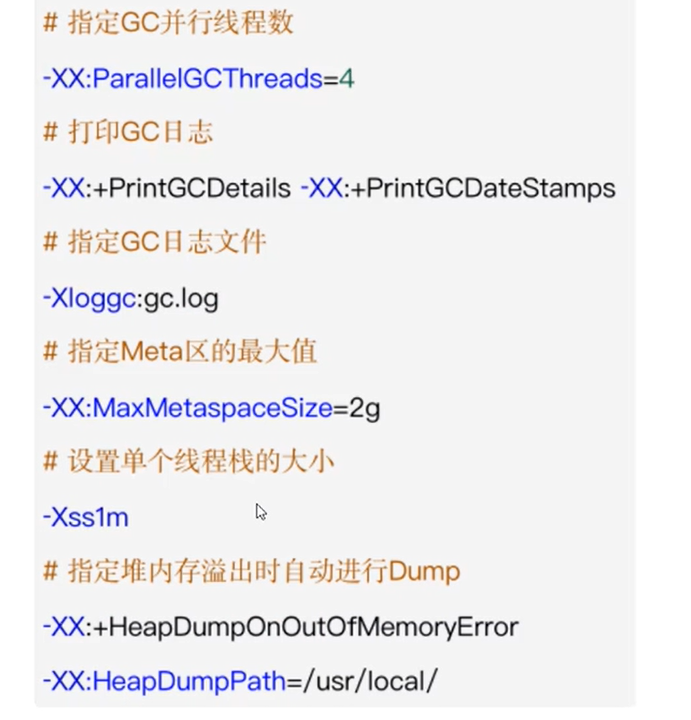 # 指定GC并行线程数
-XX:ParallelGCThreads=4
# 打印GC日志
-XX:+PrintGCDetails -XX:+PrintGCDateStamps
# 指定GC日志文件
-Xloggc:gc.log
# 指定Meta区的最大值
-XX:MaxMetaspaceSize=2g
# 设置单个线程栈的大小
-Xss1m
# 指定堆内存溢出时自动进行Dump
-XX:+HeapDumpOnOutOfMemoryError
-XX:HeapDumpPath=/usr/local/